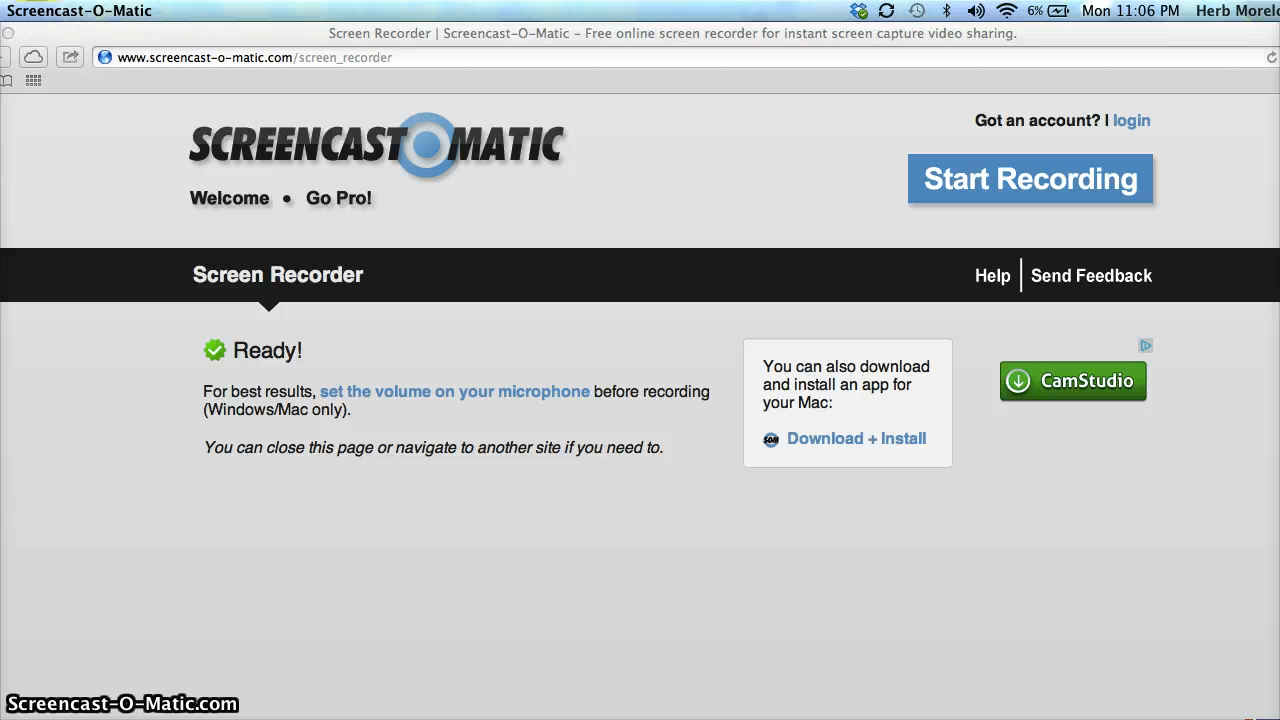 Screencast-O-Matic
6%
Mon 11:06 PM
Herb Morelo
Screen Recorder | Screencast-O-Matic – Free online screen recorder for instant screen capture video sharing.
www.screencast-o-matic.com/screen_recorder
SCREENCAST O MATIC
Got an account? I login
Start Recording
Welcome • Go Pro!
Screen Recorder
Help | Send Feedback
Ready!
For best results, set the volume on your microphone before recording
(Windows/Mac only).
You can close this page or navigate to another site if you need to.
You can also download
and install an app for
your Mac:
SOM Download + Install
CamStudio
Screencast-O-Matic.com